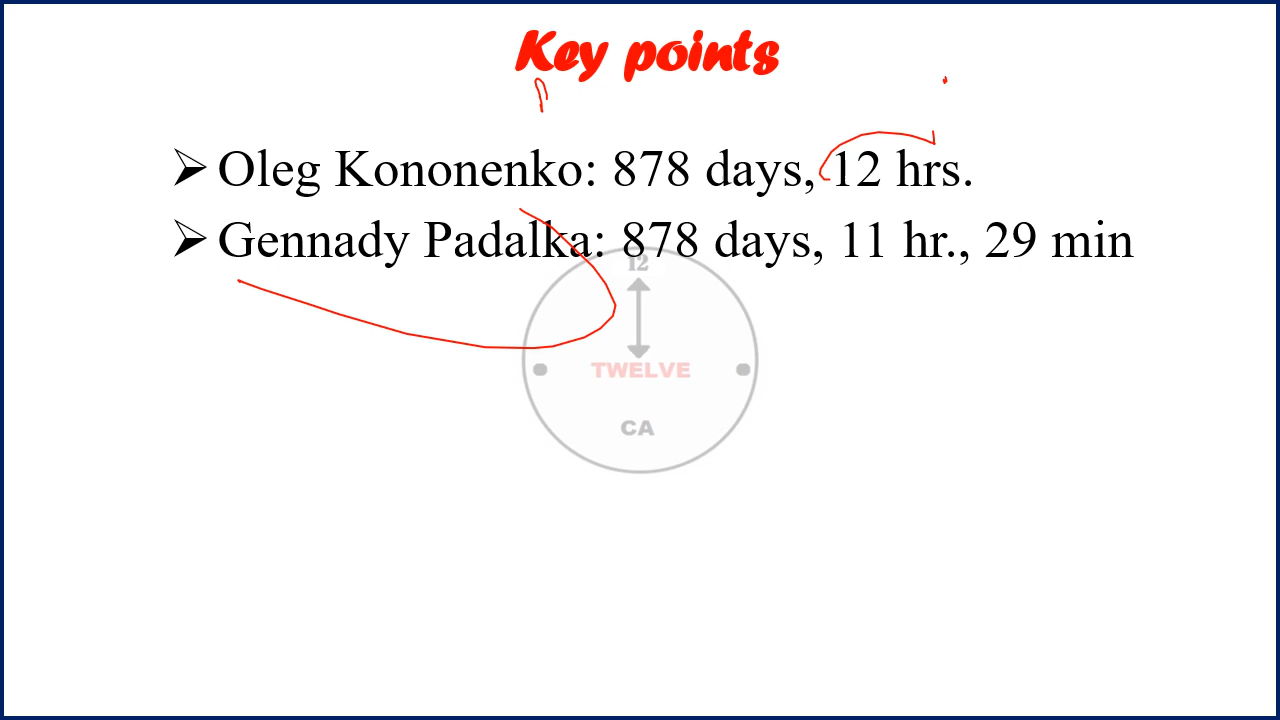 Key points
➢ Oleg Kononenko: 878 days, 12 hrs.
➢ Gennady Padalka: 878 days, 11 hr., 29 min
12
TWELVE
CA